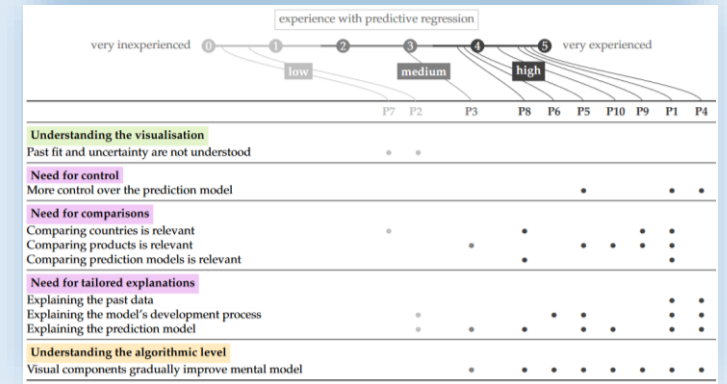 experience with predictive regression
very inexperienced 0 1 2 3 4 5 very experienced
low medium high
P7 P2 P3 P8 P6 P5 P10 P9 P1 P4
Understanding the visualisation
Past fit and uncertainty are not understood
Need for control
More control over the prediction model
Need for comparisons
Comparing countries is relevant
Comparing products is relevant
Comparing prediction models is relevant
Need for tailored explanations
Explaining the past data
Explaining the model's development process
Explaining the prediction model
Understanding the algorithmic level
Visual components gradually improve mental model